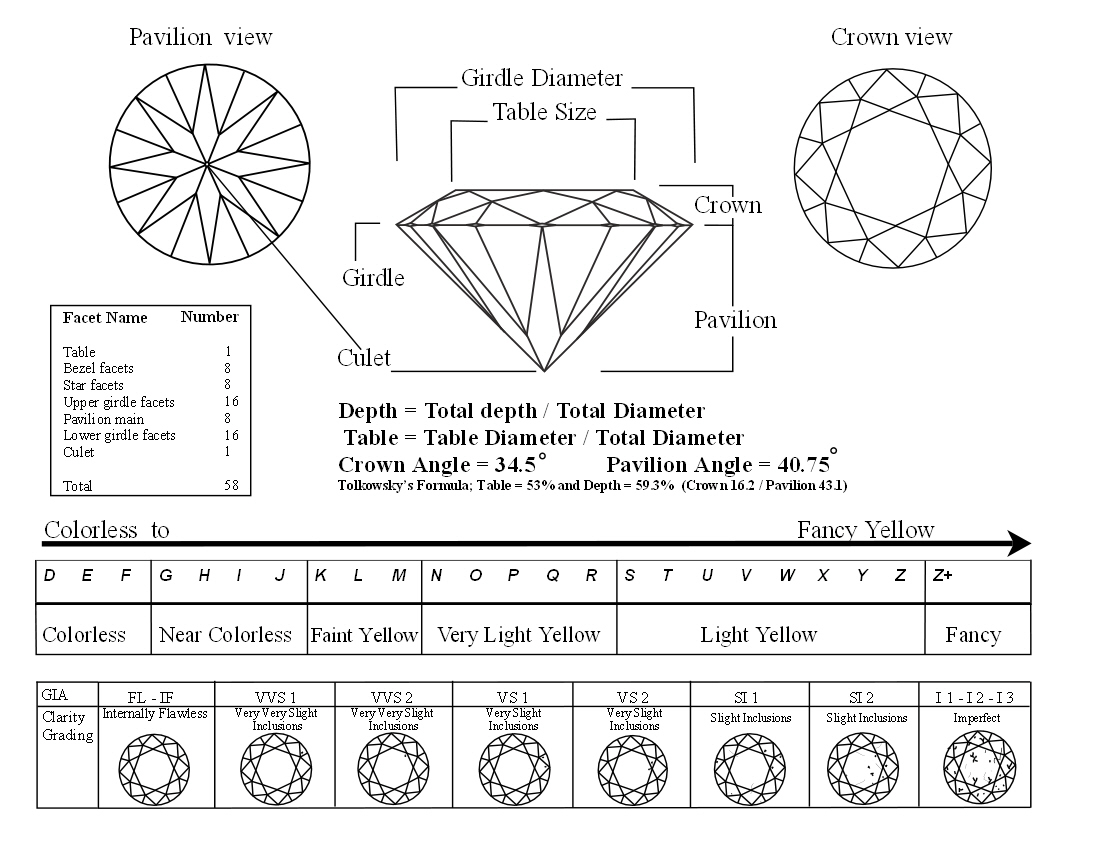 Pavilion view
Crown view
Girdle Diameter
Table Size
Crown
Girdle
Pavilion
Culet
Facet Name Number
Table 1
Bezel facets 8
Star facets 8
Upper girdle facets 16
Pavilion main 8
Lower girdle facets 16
Culet 1
Total 58
Depth = Total depth / Total Diameter
Table = Table Diameter / Total Diameter
Crown Angle = 34.5° Pavilion Angle = 40.75°
Tolkowsky's Formula; Table = 53% and Depth = 59.3% (Crown 16.2 / Pavilion 43.1)
Colorless to Fancy Yellow
D E F G H I J K L M N O P Q R S T U V W X Y Z Z+
Colorless Near Colorless Faint Yellow Very Light Yellow Light Yellow Fancy
GIA FL - IF VVS 1 VVS 2 VS 1 VS 2 SI 1 SI 2 I 1 - I 2 - I 3
Clarity
Grading
Internally Flawless
Very Very Slight
Inclusions
Very Very Slight
Inclusions
Very Slight
Inclusions
Very Slight
Inclusions
Slight Inclusions
Slight Inclusions
Imperfect